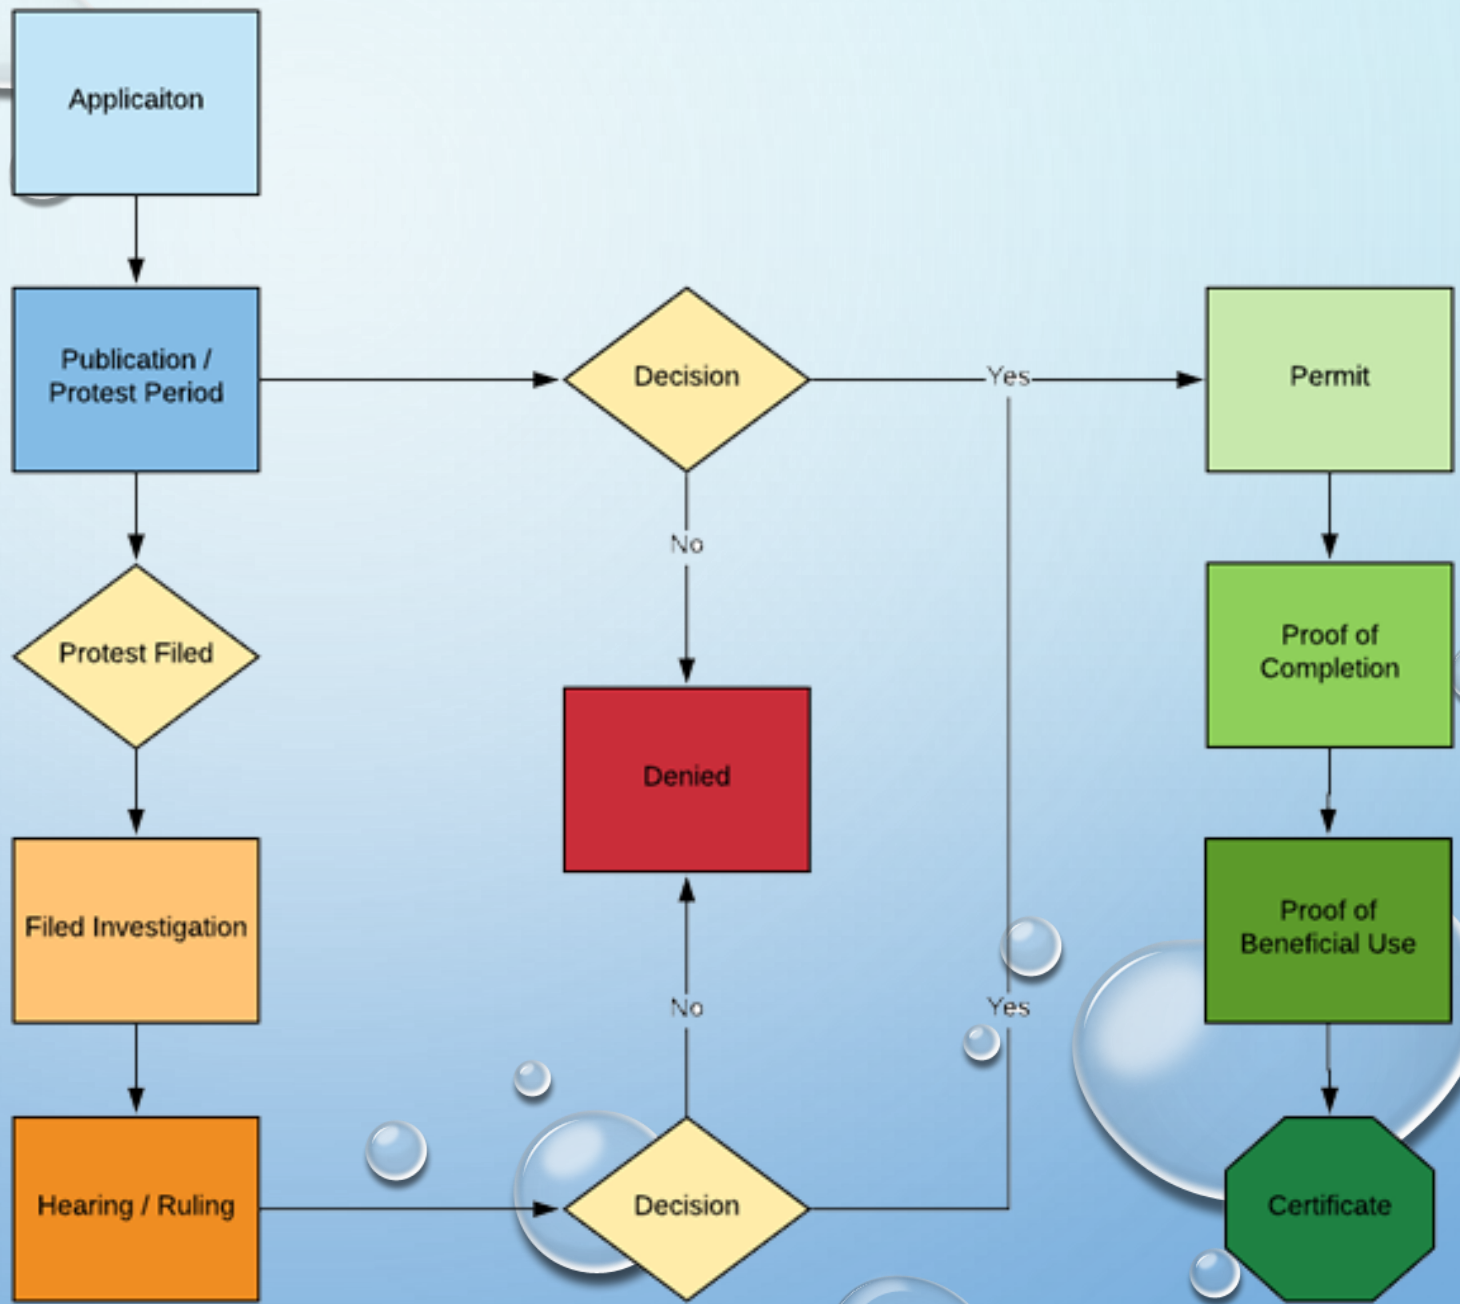 Applicaiton
Publication /
Protest Period
Decision
Yes
Permit
No
Protest Filed
Proof of
Completion
Denied
Filed Investigation
Proof of
Beneficial Use
No
Yes
Hearing / Ruling
Decision
Certificate